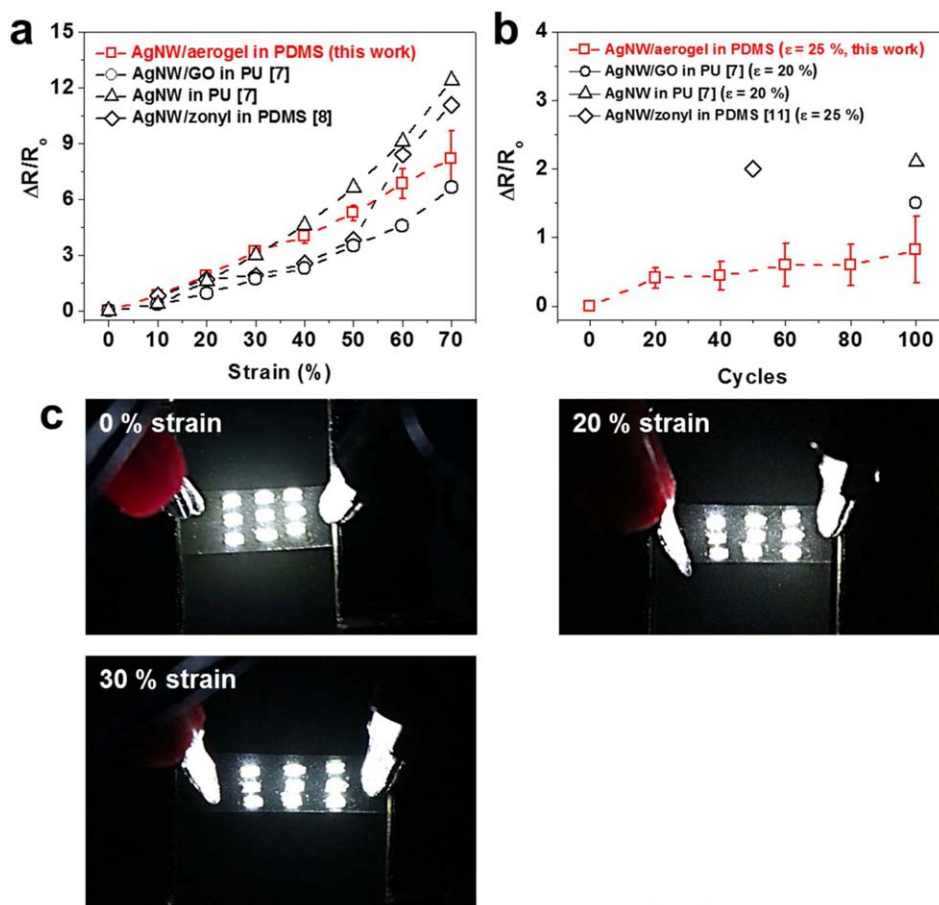 a
15
12
9
6
3
0
ΔR/Rₒ
AgNW/aerogel in PDMS (this work)
AgNW/GO in PU [7]
AgNW in PU [7]
AgNW/zonyl in PDMS [8]
0 10 20 30 40 50 60 70
Strain (%)
b
4
3
2
1
0
ΔR/Rₒ
AgNW/aerogel in PDMS (ε = 25 %, this work)
AgNW/GO in PU [7] (ε = 20 %)
AgNW in PU [7] (ε = 20 %)
AgNW/zonyl in PDMS [11] (ε = 25 %)
0 20 40 60 80 100
Cycles
c
0 % strain
20 % strain
30 % strain